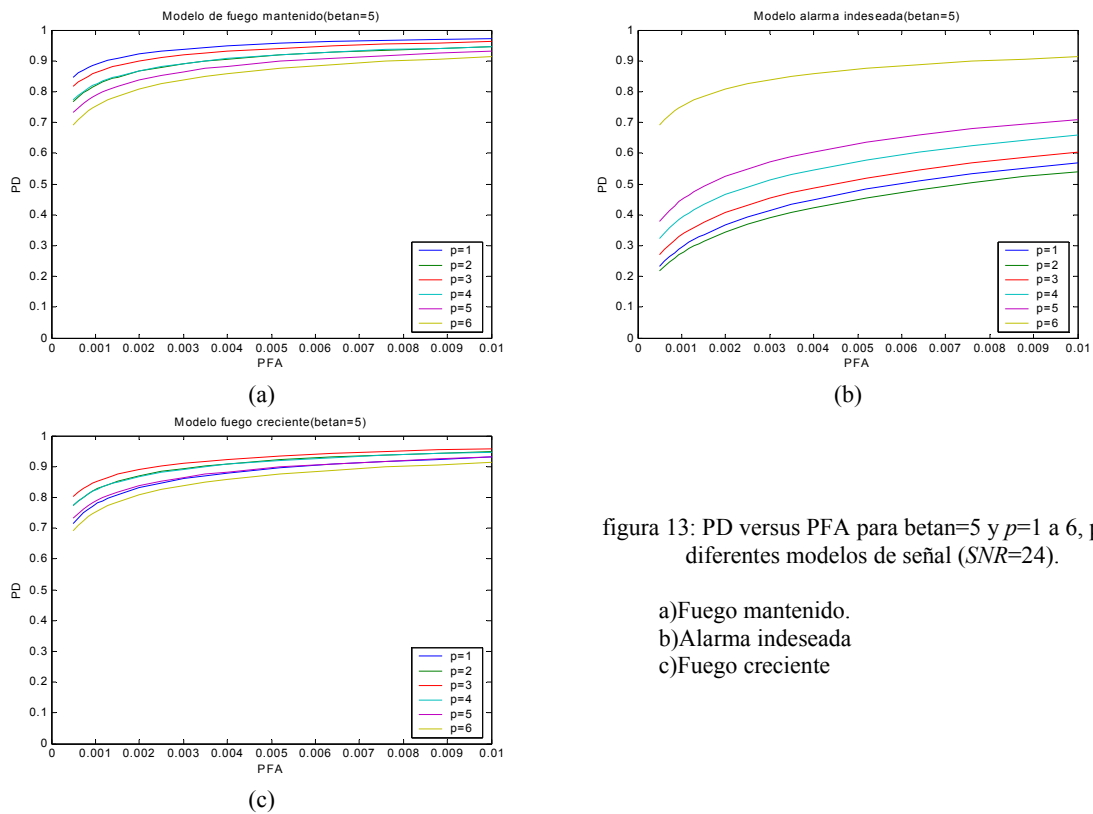 Modelo de fuego mantenido(betan=5)
1
0.9
0.8
0.7
0.6
0.5
0.4
0.3
0.2
0.1
0
PD
p=1
p=2
p=3
p=4
p=5
p=6
0 0.001 0.002 0.003 0.004 0.005 0.006 0.007 0.008 0.009 0.01
PFA
(a)
Modelo alarma indeseada(betan=5)
1
0.9
0.8
0.7
0.6
0.5
0.4
0.3
0.2
0.1
0
PD
p=1
p=2
p=3
p=4
p=5
p=6
0 0.001 0.002 0.003 0.004 0.005 0.006 0.007 0.008 0.009 0.01
PFA
(b)
Modelo fuego creciente(betan=5)
1
0.9
0.8
0.7
0.6
0.5
0.4
0.3
0.2
0.1
0
PD
p=1
p=2
p=3
p=4
p=5
p=6
0 0.001 0.002 0.003 0.004 0.005 0.006 0.007 0.008 0.009 0.01
PFA
(c)
figura 13: PD versus PFA para betan=5 y p=1 a 6,
diferentes modelos de señal (SNR=24).
a)Fuego mantenido.
b)Alarma indeseada
c)Fuego creciente